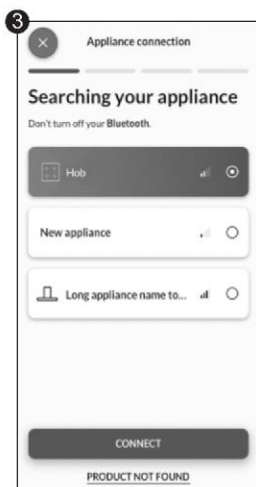 3
Appliance connection
Searching your appliance
Don't turn off your Bluetooth.
Hob
New appliance
Long appliance name to...
CONNECT
PRODUCT NOT FOUND